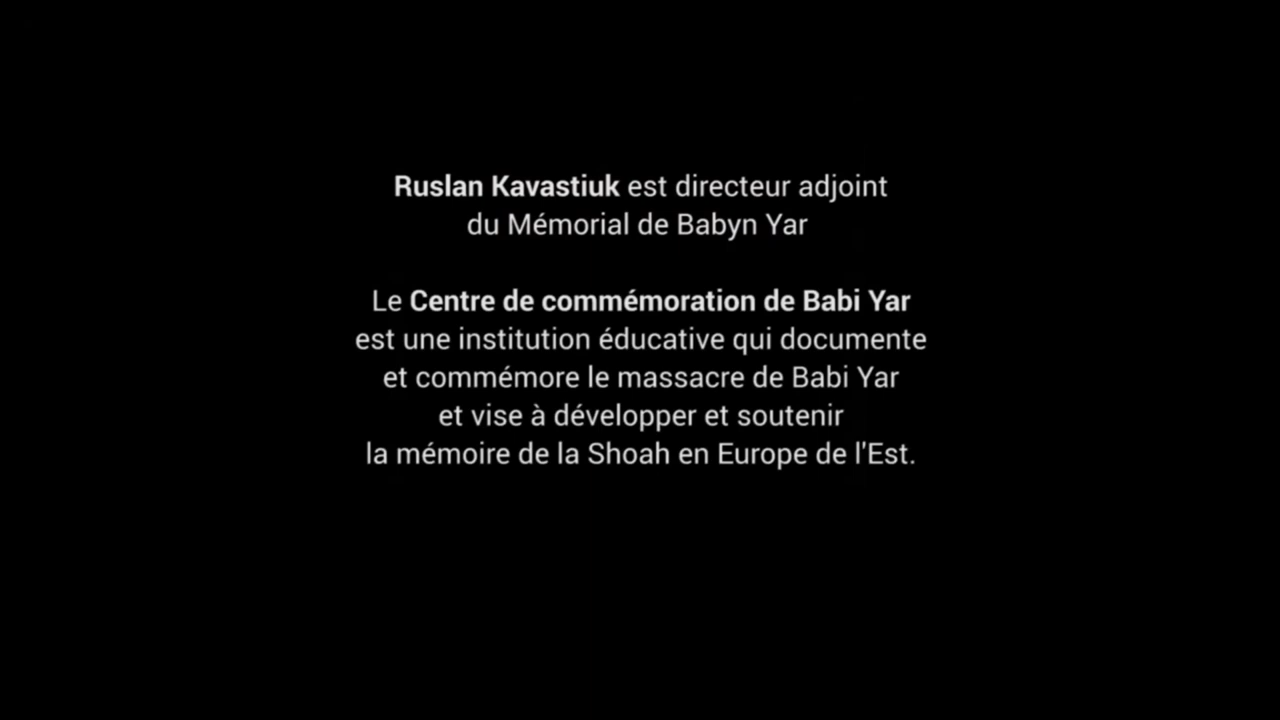 Ruslan Kavastiuk est directeur adjoint
du Mémorial de Babyn Yar
Le Centre de commémoration de Babi Yar
est une institution éducative qui documente
et commémore le massacre de Babi Yar
et vise à développer et soutenir
la mémoire de la Shoah en Europe de l'Est.